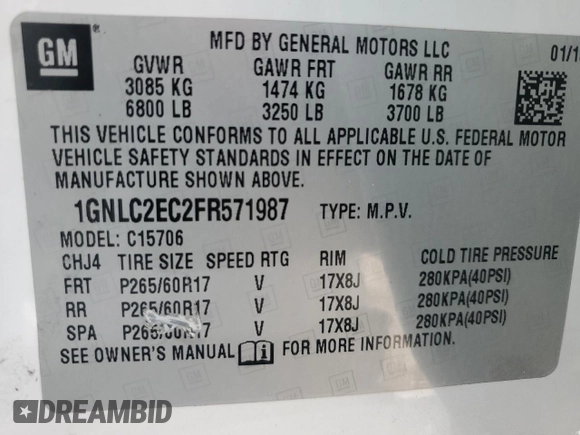 GM
MFD BY GENERAL MOTORS LLC
GVWR GAWR FRT GAWR RR
3085 KG 1474 KG 1678 KG
6800 LB 3250 LB 3700 LB
THIS VEHICLE CONFORMS TO ALL APPLICABLE U.S. FEDERAL MOTOR
VEHICLE SAFETY STANDARDS IN EFFECT ON THE DATE OF
MANUFACTURE SHOWN ABOVE.
1GNLC2EC2FR571987 TYPE: M.P.V.
MODEL: C15706
CHJ4 TIRE SIZE SPEED RTG RIM COLD TIRE PRESSURE
FRT P265/60R17 V 17X8J 280KPA(40PSI)
RR P265/60R17 V 17X8J 280KPA(40PSI)
SPA P265/60R17 V 17X8J 280KPA(40PSI)
SEE OWNER'S MANUAL FOR MORE INFORMATION.
DREAMBID